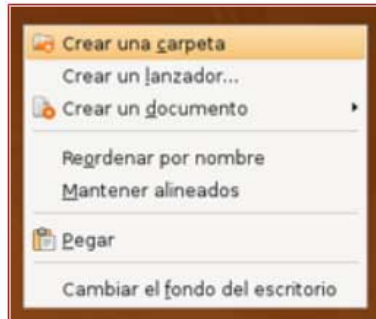 Crear una carpeta
Crear un lanzador...
Crear un documento
Reordenar por nombre
Mantener alineados
Pegar
Cambiar el fondo del escritorio